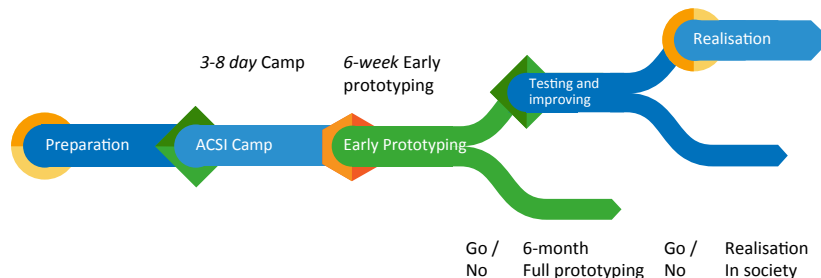 Realisation
3-8 day Camp
6-week Early
prototyping
Testing and
improving
Preparation
ACSI Camp
Early Prototyping
Go /
No
6-month
Full prototyping
Go /
No
Realisation
In society